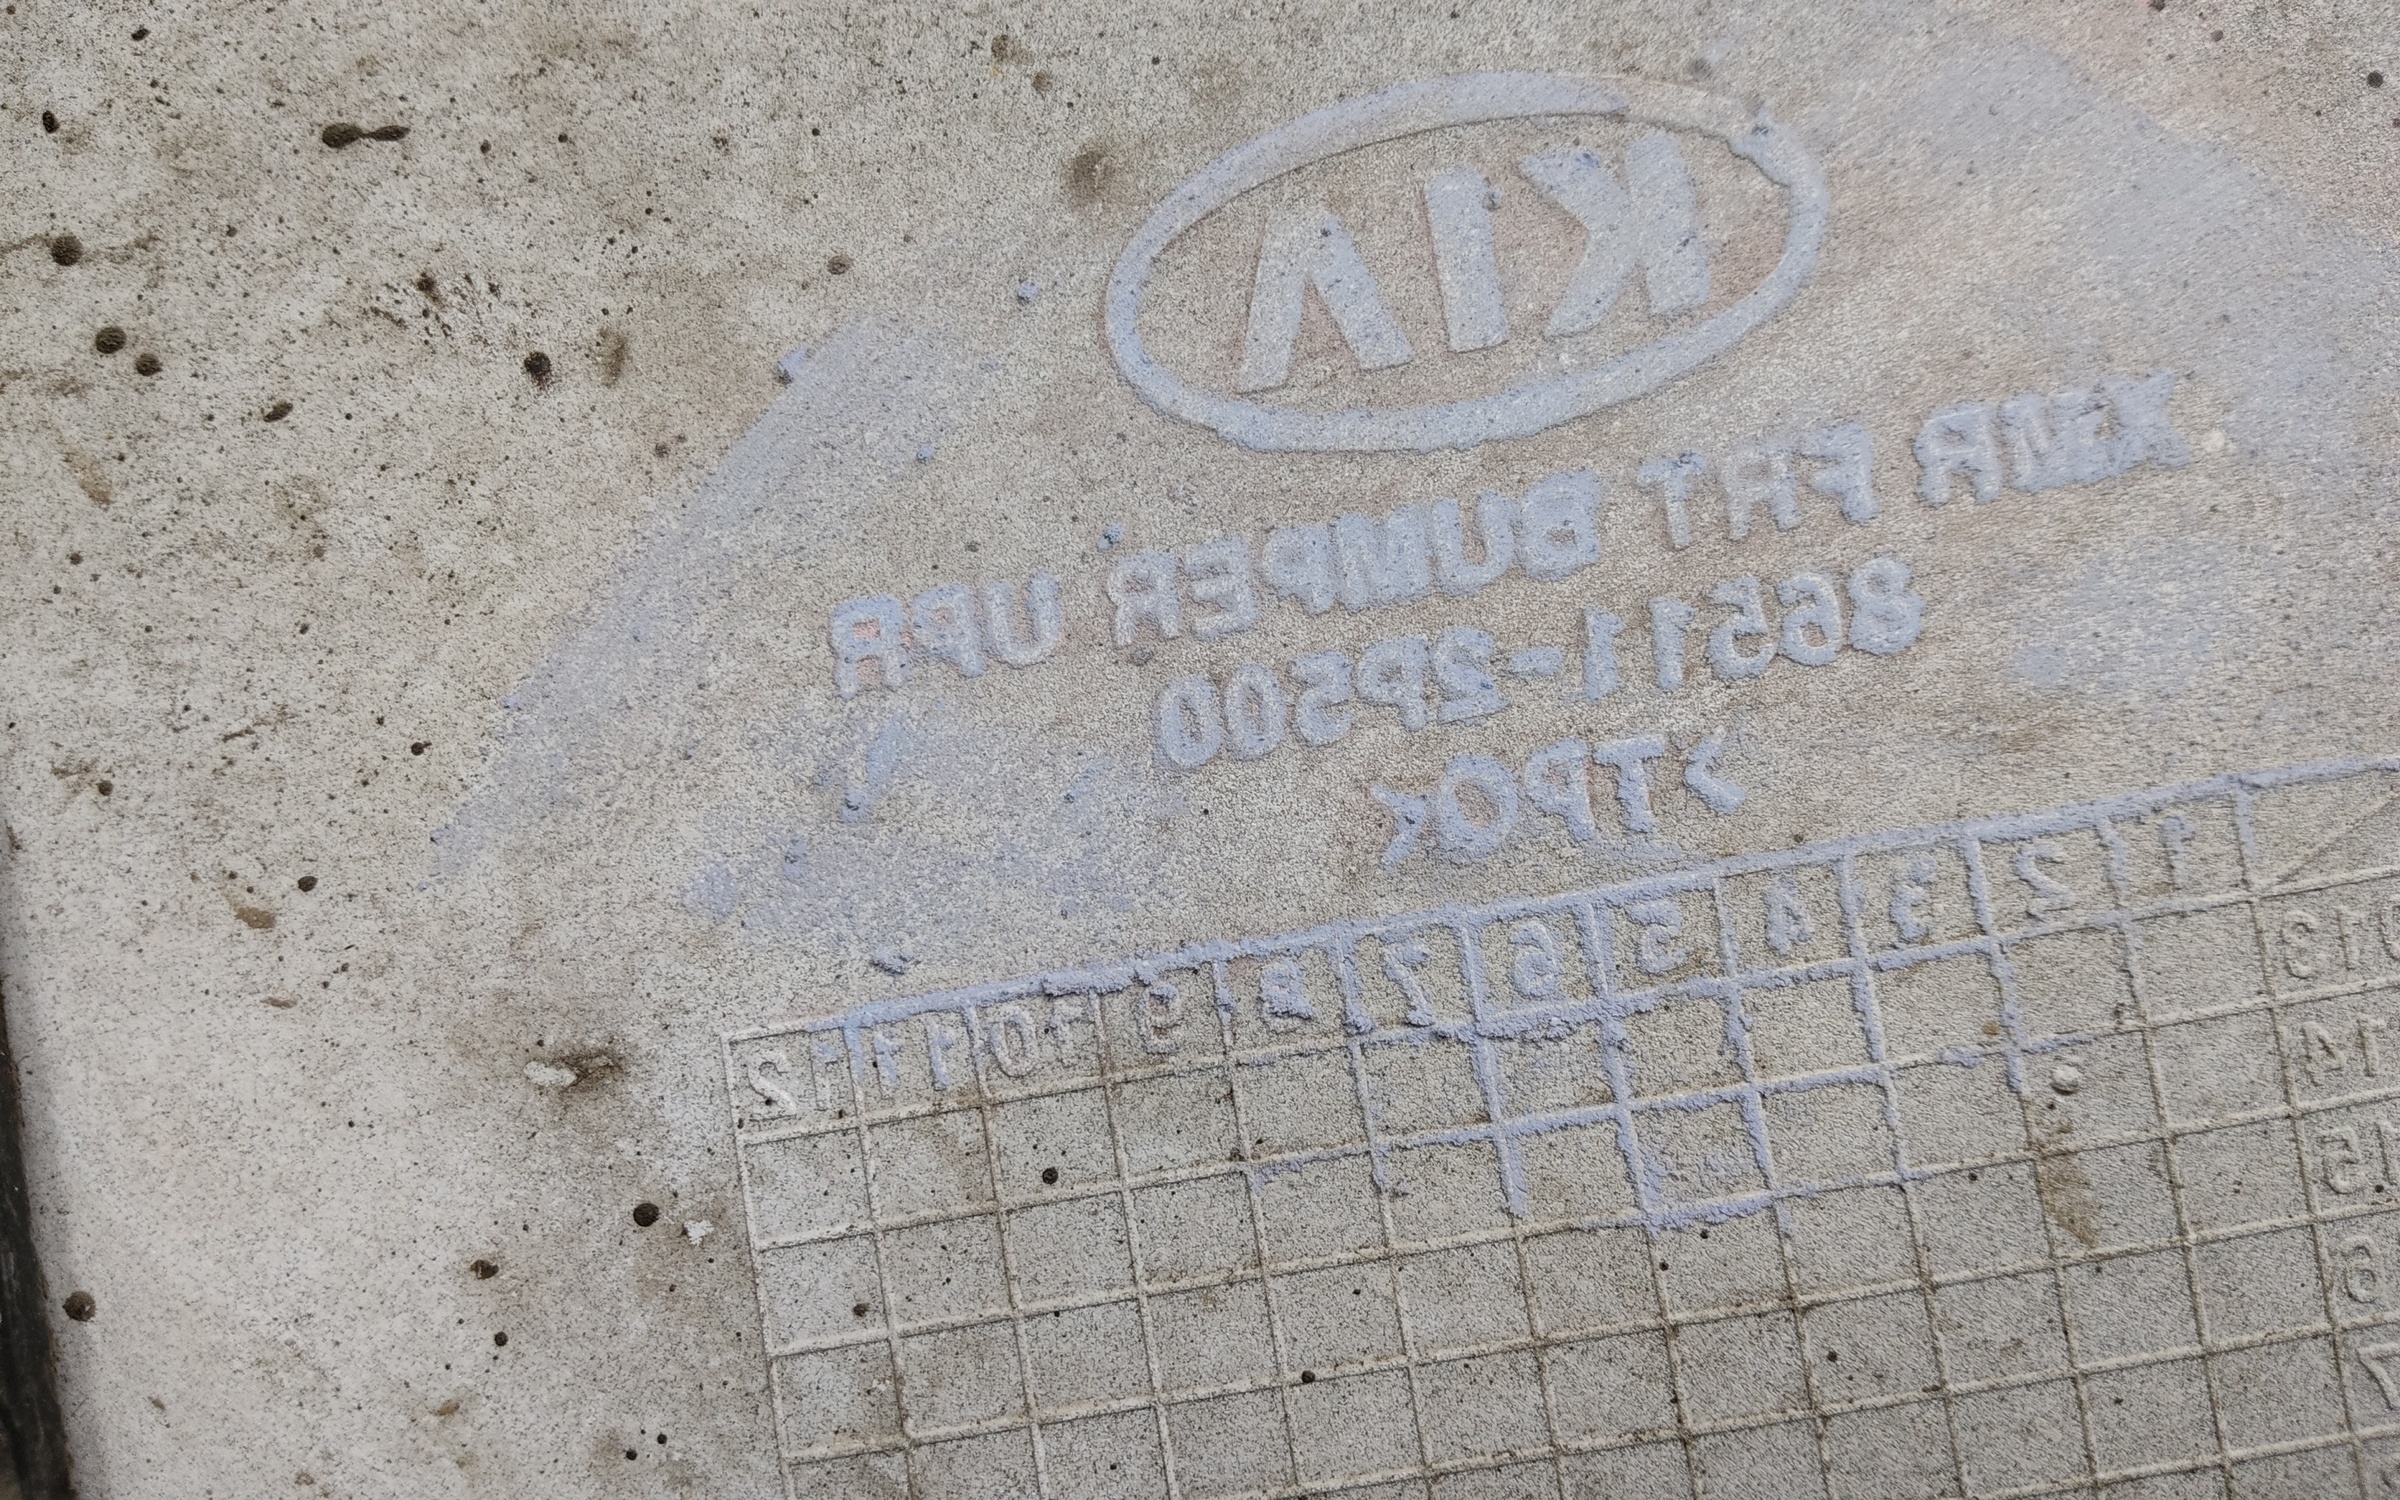 KIA
XMA FRT BUMPER UPR
86511-2P500
>TPO<
1 2 3 4 5 6 7 8 9 10 11 12
13
14
15